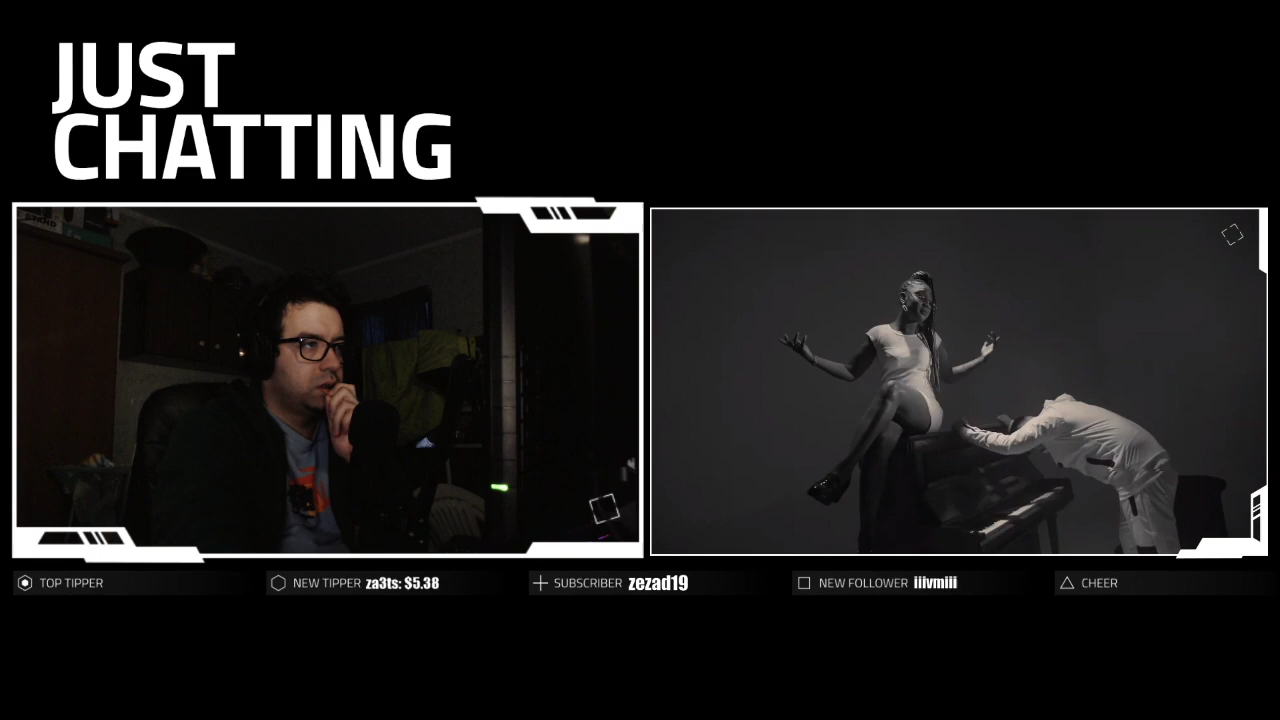 JUST
CHATTING
TOP TIPPER
NEW TIPPER za3ts: $5.38
SUBSCRIBER zezad19
NEW FOLLOWER iiivmiii
CHEER